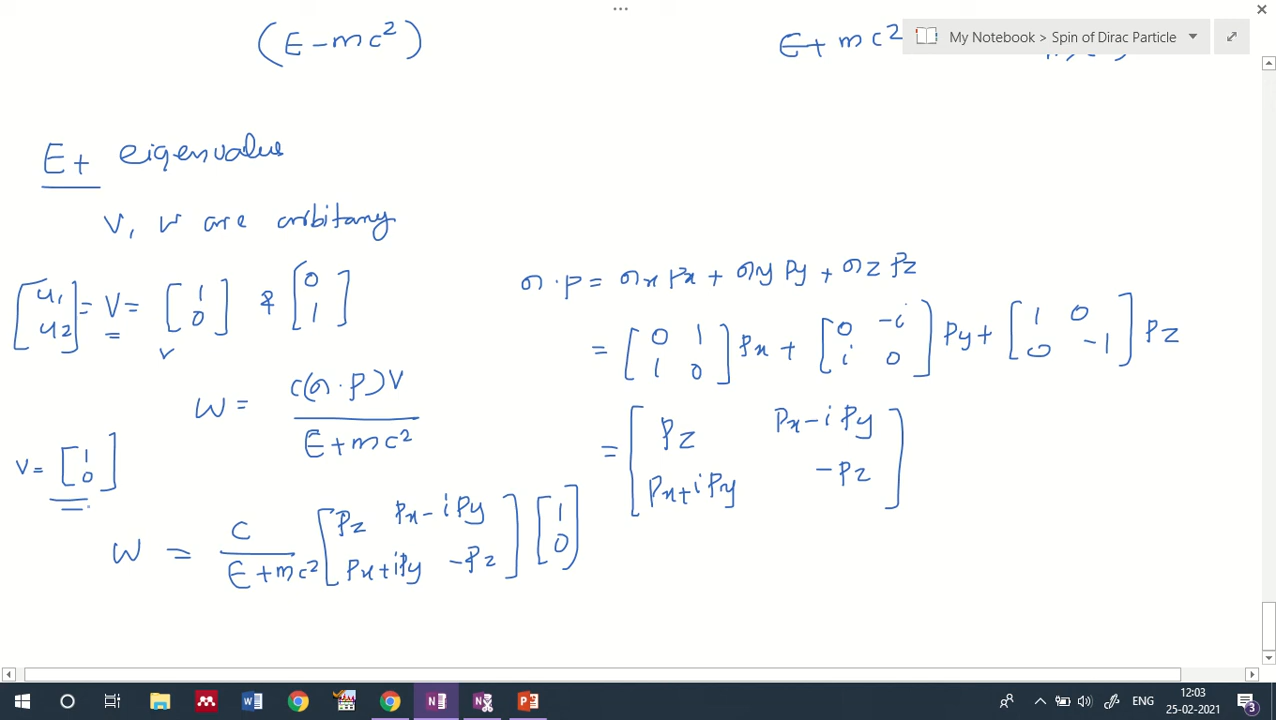 (E-mc²)
E+mc²
My Notebook > Spin of Dirac Particle
E+ eigenvalue
V, w are arbitary
[u₁ u₂] = V = [1 0] & [0 1]
σ·p = σx px + σy py + σz pz
= [0 1; 1 0] px + [0 -i; i 0] py + [1 0; 0 -1] pz
W = c(σ·p)V / E+mc²
= [pz px-ipy; px+ipy -pz]
V = [1 0]
W = c / E+mc² [pz px-ipy; px+ipy -pz] [1 0]
ENG
12:03
25-02-2021
3